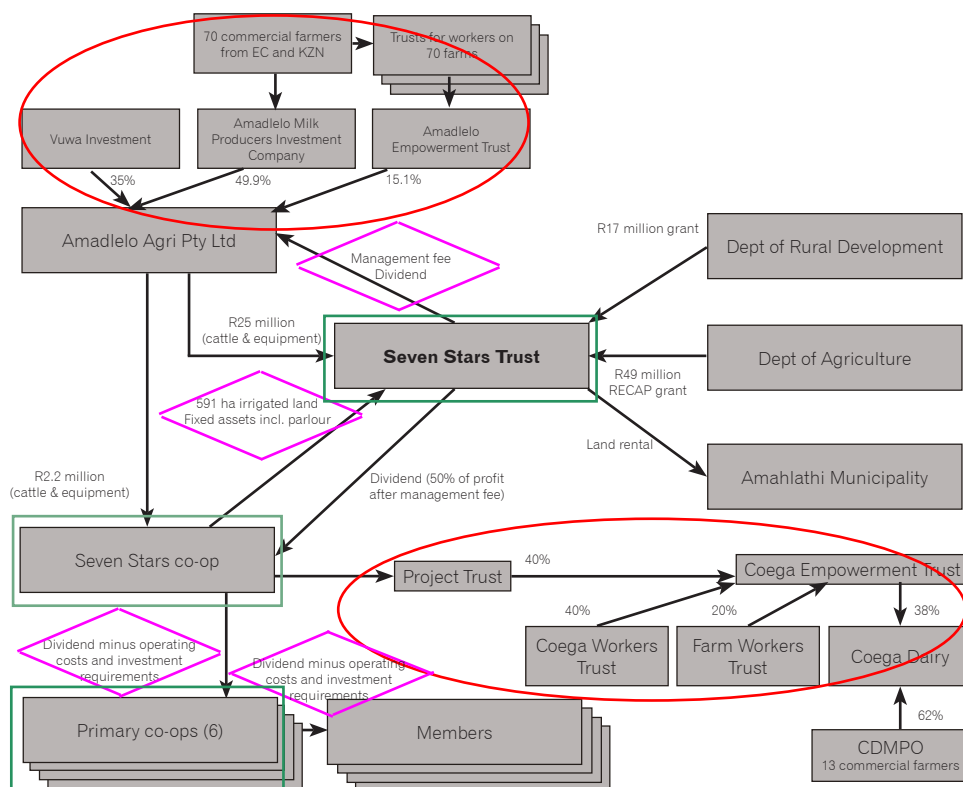 70 commercial farmers
from EC and KZN
Trusts for workers on
70 farms
Vuwa Investment
Amadlelo Milk
Producers Investment
Company
Amadlelo
Empowerment Trust
35%
49.9%
15.1%
Amadlelo Agri Pty Ltd
Management fee
Dividend
R17 million grant
Dept of Rural Development
R25 million
(cattle & equipment)
Seven Stars Trust
Dept of Agriculture
R49 million
RECAP grant
591 ha irrigated land
Fixed assets incl. parlour
Land rental
Amahlathi Municipality
R2.2 million
(cattle & equipment)
Dividend (50% of profit
after management fee)
Seven Stars co-op
Project Trust
40%
Coega Empowerment Trust
40%
20%
38%
Coega Workers
Trust
Farm Workers
Trust
Coega Dairy
Dividend minus operating
costs and investment
requirements
Dividend minus operating
costs and investment
requirements
Primary co-ops (6)
Members
62%
CDMPO
13 commercial farmers